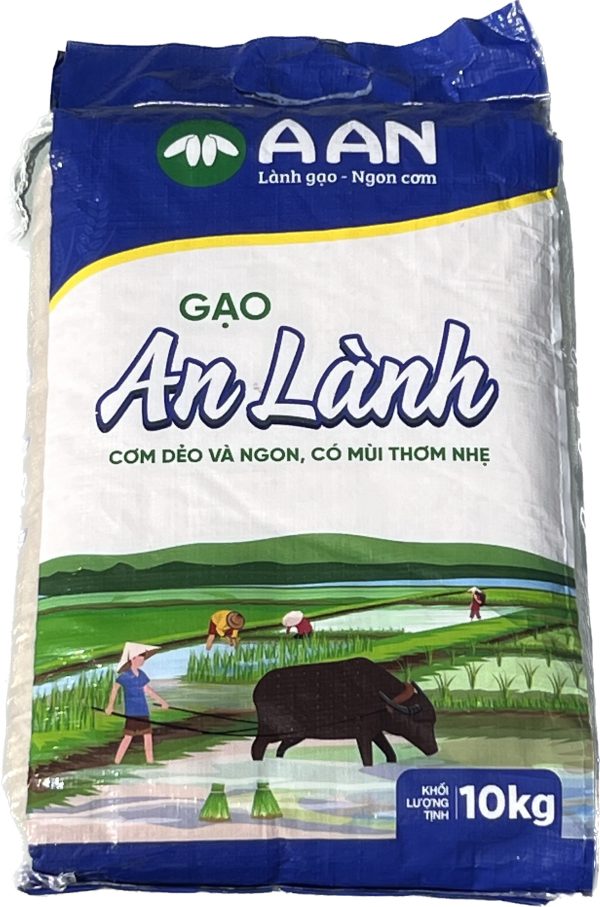 A AN
Lành gạo - Ngon cơm
GẠO
An Lành
CƠM DẺO VÀ NGON, CÓ MÙI THƠM NHẸ
KHỐI
LƯỢNG
TỊNH
10kg